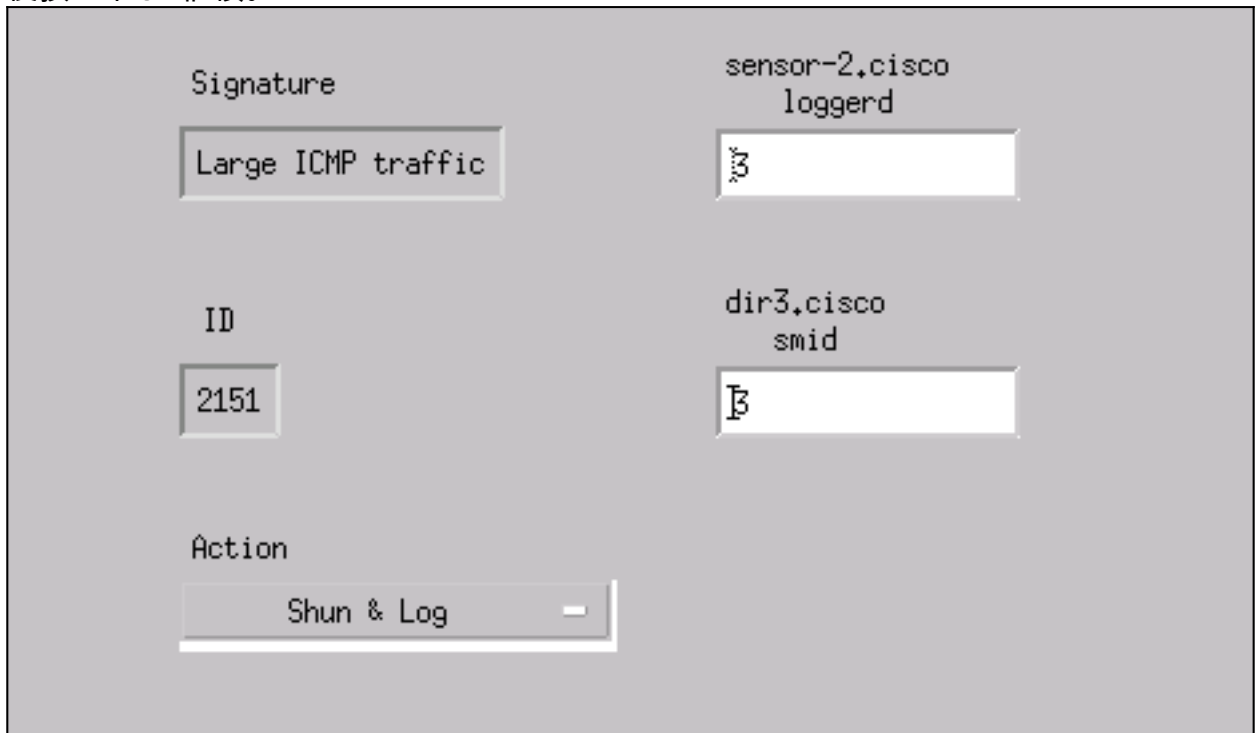 Signature
Large ICMP traffic
ID
2151
Action
Shun & Log
sensor-2.cisco
loggerd
3
dir3.cisco
smid
3